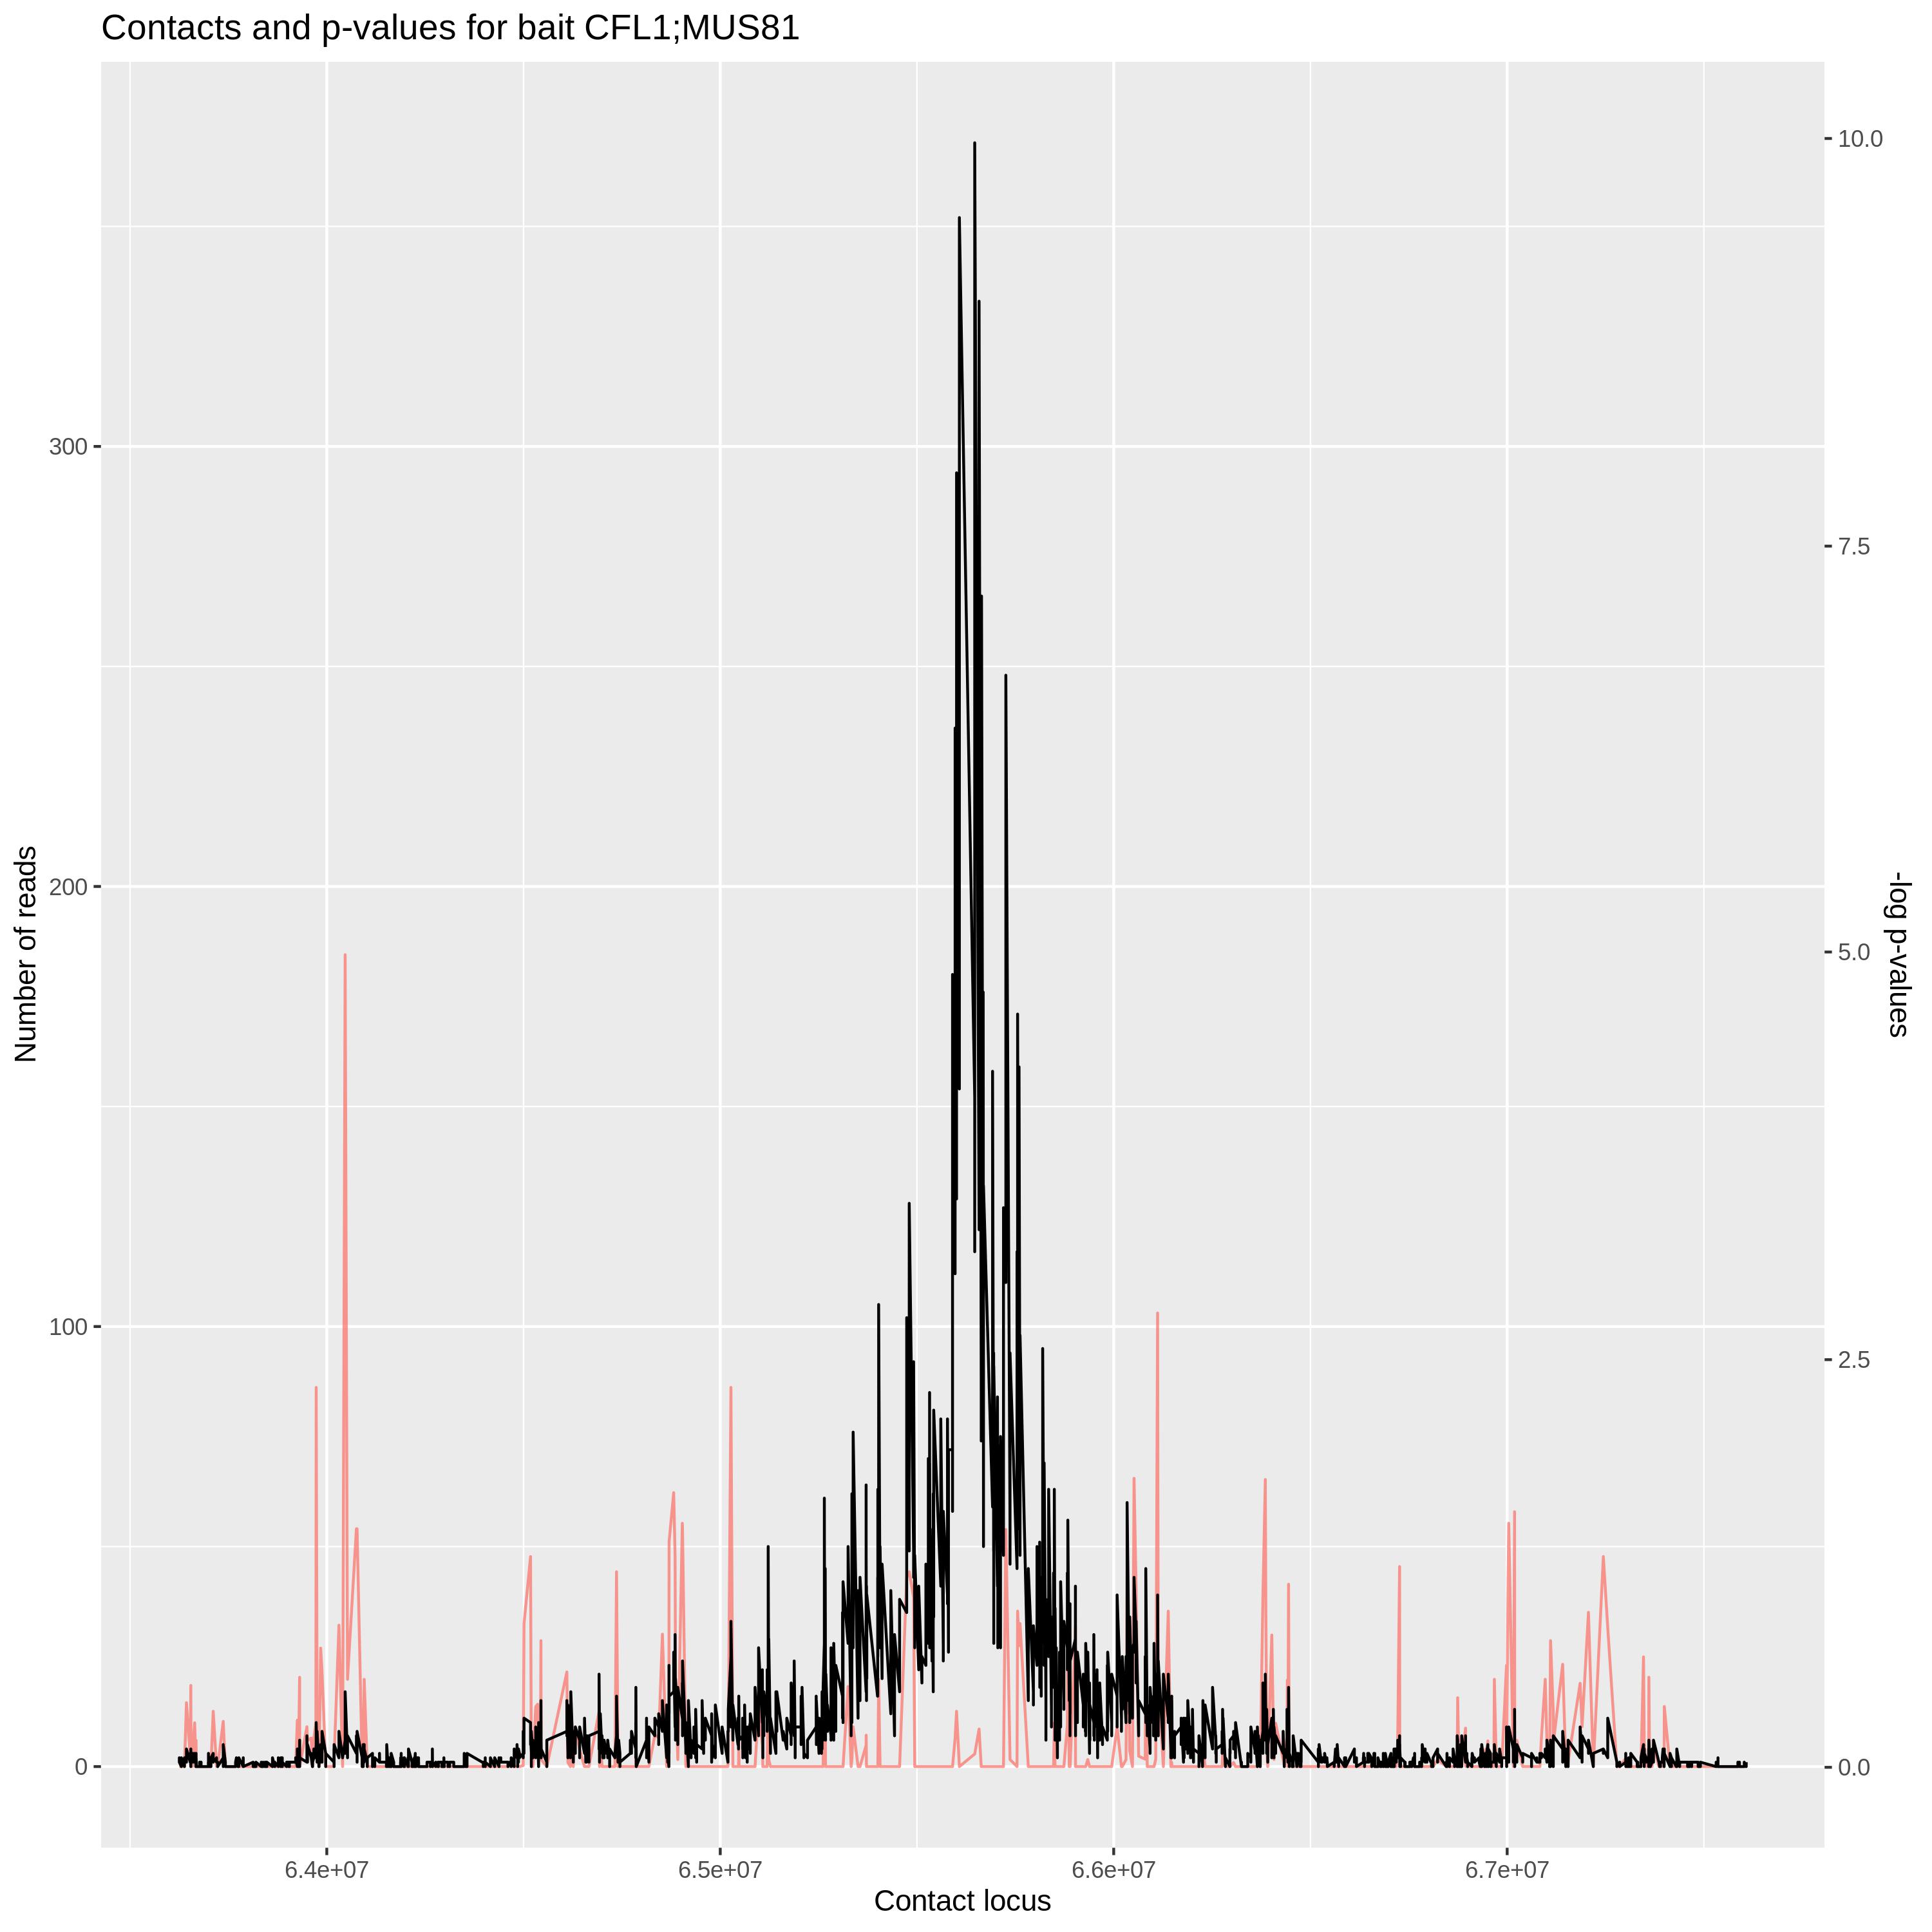 Contacts and p-values for bait CFL1;MUS81
Number of reads
300
200
100
0
10.0
7.5
5.0
2.5
0.0
-log p-values
6.4e+07
6.5e+07
6.6e+07
6.7e+07
Contact locus